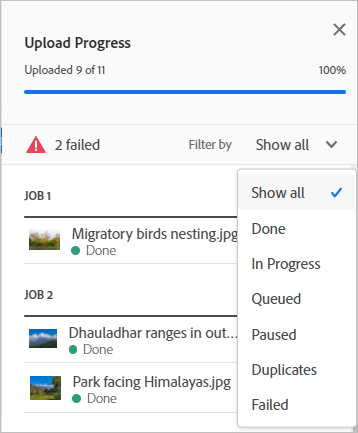 Upload Progress
Uploaded 9 of 11 100%
2 failed Filter by Show all
Show all
Done
In Progress
Queued
Paused
Duplicates
Failed
JOB 1
Migratory birds nesting.jpg
Done
JOB 2
Dhauladhar ranges in out...
Done
Park facing Himalayas.jpg
Done